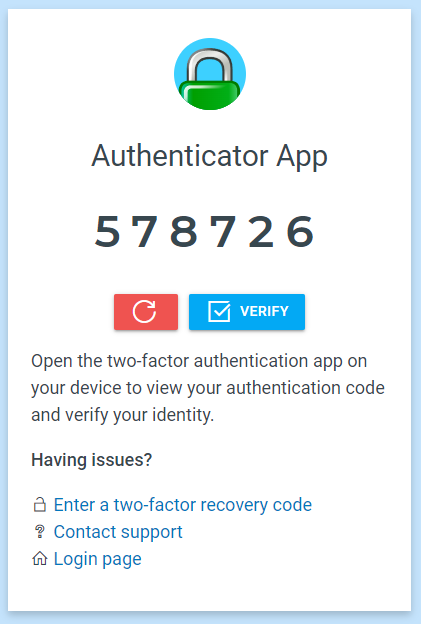 Authenticator App
578726
VERIFY
Open the two-factor authentication app on
your device to view your authentication code
and verify your identity.
Having issues?
Enter a two-factor recovery code
Contact support
Login page